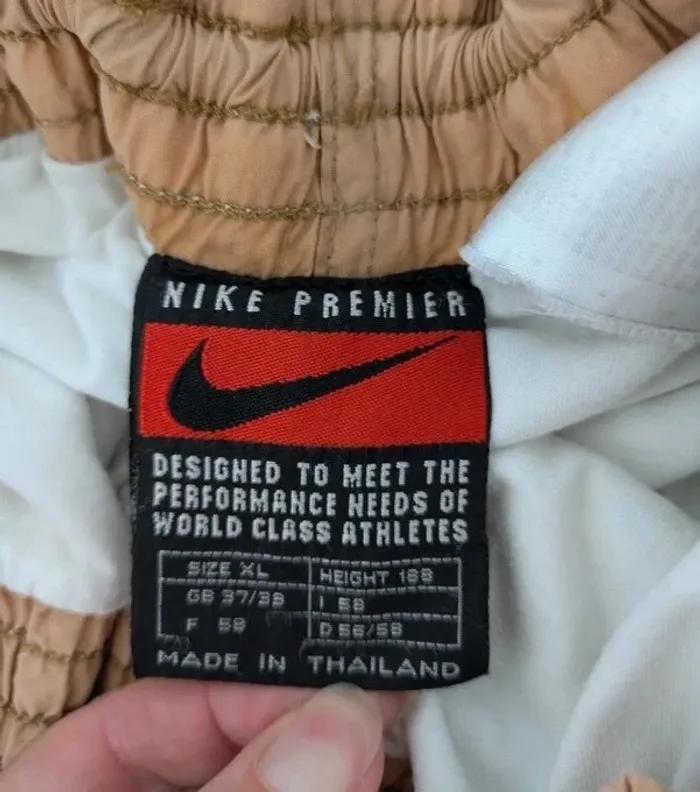 NIKE PREMIER
DESIGNED TO MEET THE
PERFORMANCE NEEDS OF
WORLD CLASS ATHLETES
SIZE XL HEIGHT 188
GB 37/39 I 58
F 58 D 56/58
MADE IN THAILAND